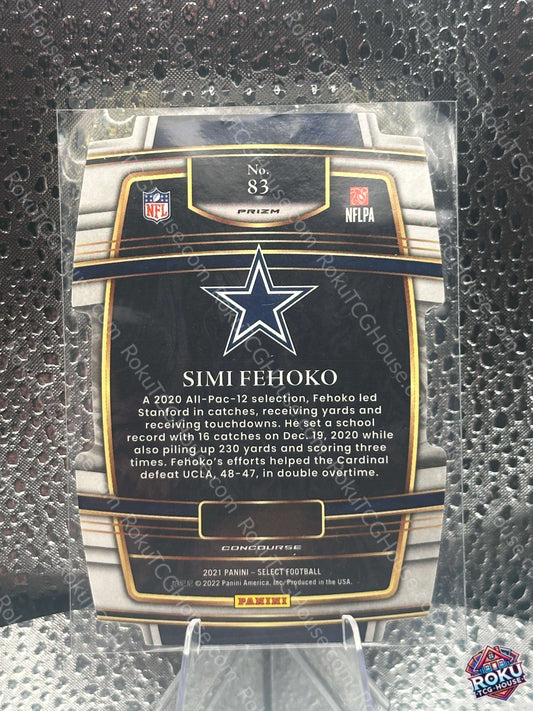 No.
83
PRIZM
NFL
NFLPA
SIMI FEHOKO
A 2020 All-Pac-12 selection, Fehoko led
Stanford in catches, receiving yards and
receiving touchdowns. He set a school
record with 16 catches on Dec. 19, 2020 while
also piling up 230 yards and scoring three
times. Fehoko's efforts helped the Cardinal
defeat UCLA, 48-47, in double overtime.
CONCOURSE
2021 PANINI – SELECT FOOTBALL
© 2022 Panini America, Inc. Produced in the USA.
PANINI
RokuTCGHouse.com
ROKU
TCG HOUSE